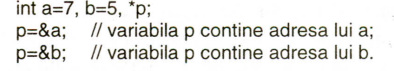 int a=7, b=5, *p;
p=&a; // variabila p contine adresa lui a;
p=&b; // variabila p contine adresa lui b.